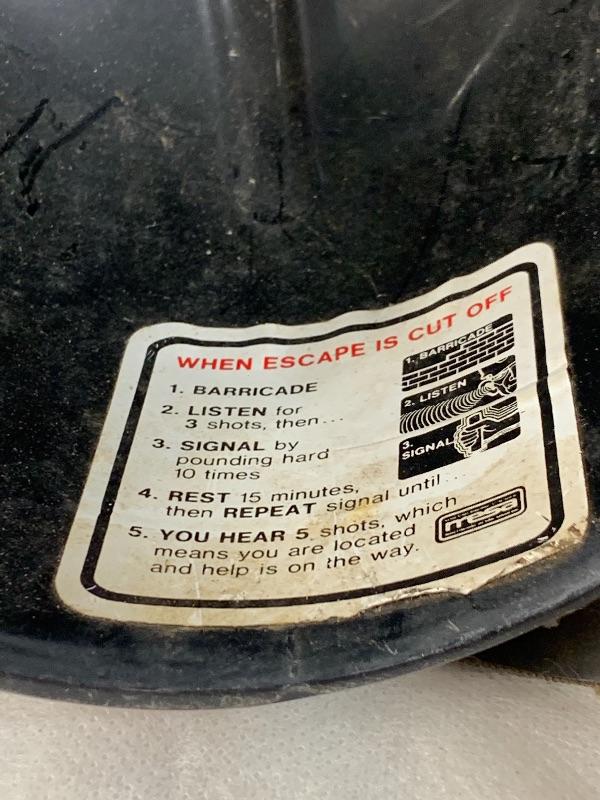 WHEN ESCAPE IS CUT OFF
1. BARRICADE
2. LISTEN for
3 shots, then...
3. SIGNAL by
pounding hard
10 times
4. REST 15 minutes,
then REPEAT signal until...
5. YOU HEAR 5 shots, which
means you are located
and help is on the way.
1. BARRICADE
2. LISTEN
3.
SIGNAL
mesa